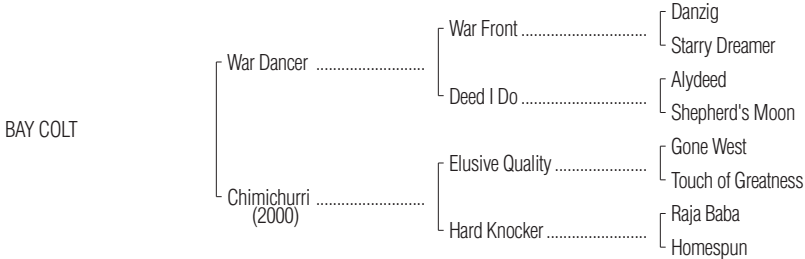 Danzig
War Front ..............................
Starry Dreamer
War Dancer ..........................
Alydeed
Deed I Do ..............................
Shepherd's Moon
BAY COLT
Gone West
Elusive Quality ......................
Touch of Greatness
Chimichurri ..........................
(2000)
Raja Baba
Hard Knocker ........................
Homespun